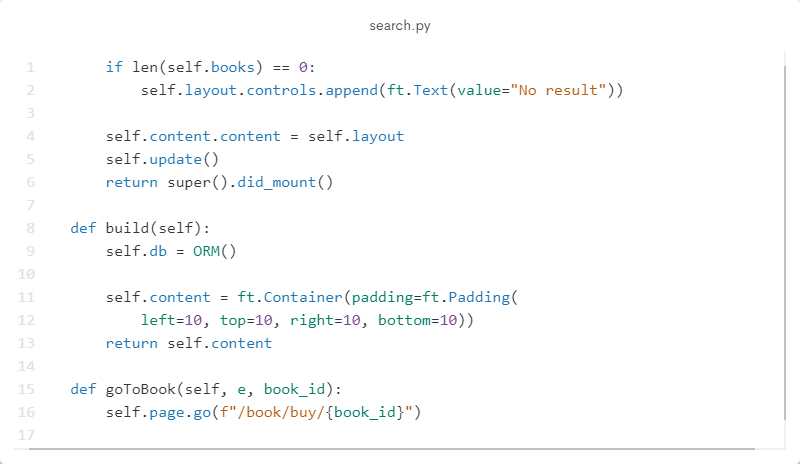 search.py
1 if len(self.books) == 0:
2 self.layout.controls.append(ft.Text(value="No result"))
3
4 self.content.content = self.layout
5 self.update()
6 return super().did_mount()
7
8 def build(self):
9 self.db = ORM()
10
11 self.content = ft.Container(padding=ft.Padding(
12 left=10, top=10, right=10, bottom=10))
13 return self.content
14
15 def goToBook(self, e, book_id):
16 self.page.go(f"/book/buy/{book_id}")
17